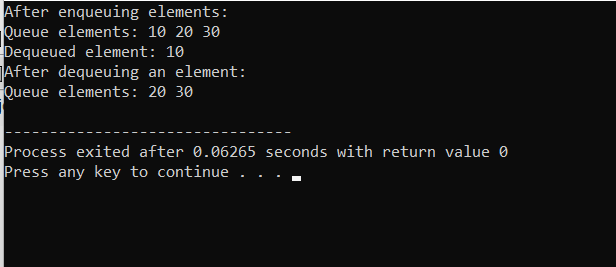 After enqueuing elements:
Queue elements: 10 20 30
Dequeued element: 10
After dequeuing an element:
Queue elements: 20 30
--------------------------------
Process exited after 0.06265 seconds with return value 0
Press any key to continue . . .